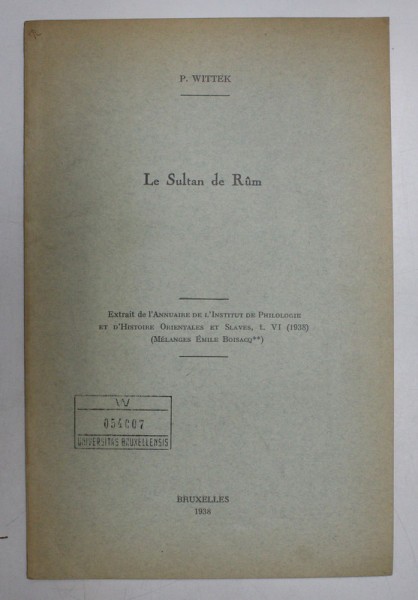 P. WITTEK
Le Sultan de Rûm
Extrait de l'ANNUAIRE DE L'INSTITUT DE PHILOLOGIE
ET D'HISTOIRE ORIENTALES ET SLAVES, t. VI (1938)
(MÉLANGES ÉMILE BOISACQ**)
W
054C07
UNIVERSITAS BRUXELLENSIS
BRUXELLES
1938